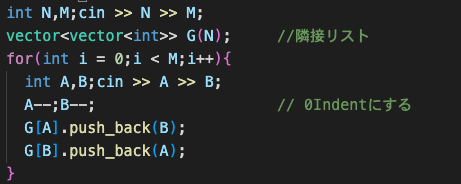 int N,M;cin >> N >> M;
vector<vector<int>> G(N);      //隣接リスト
for(int i = 0;i < M;i++){
  int A,B;cin >> A >> B;
  A--;B--;                     // 0Indentにする
  G[A].push_back(B);
  G[B].push_back(A);
}